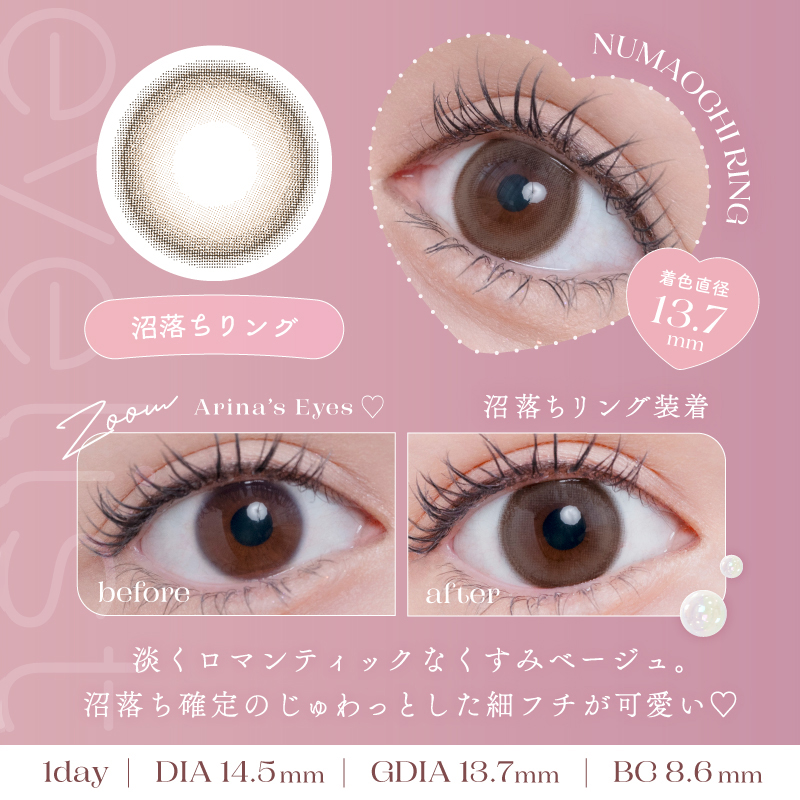 eyelist
NUMAOCHI RING
沼落ちリング
着色直径
13.7
mm
Zoom
Arina's Eyes♡
沼落ちリング装着
before
after
淡くロマンティックなくすみベージュ。
沼落ち確定のじゅわっとした細フチが可愛い♡
1day | DIA 14.5mm | GDIA 13.7mm | BC 8.6mm